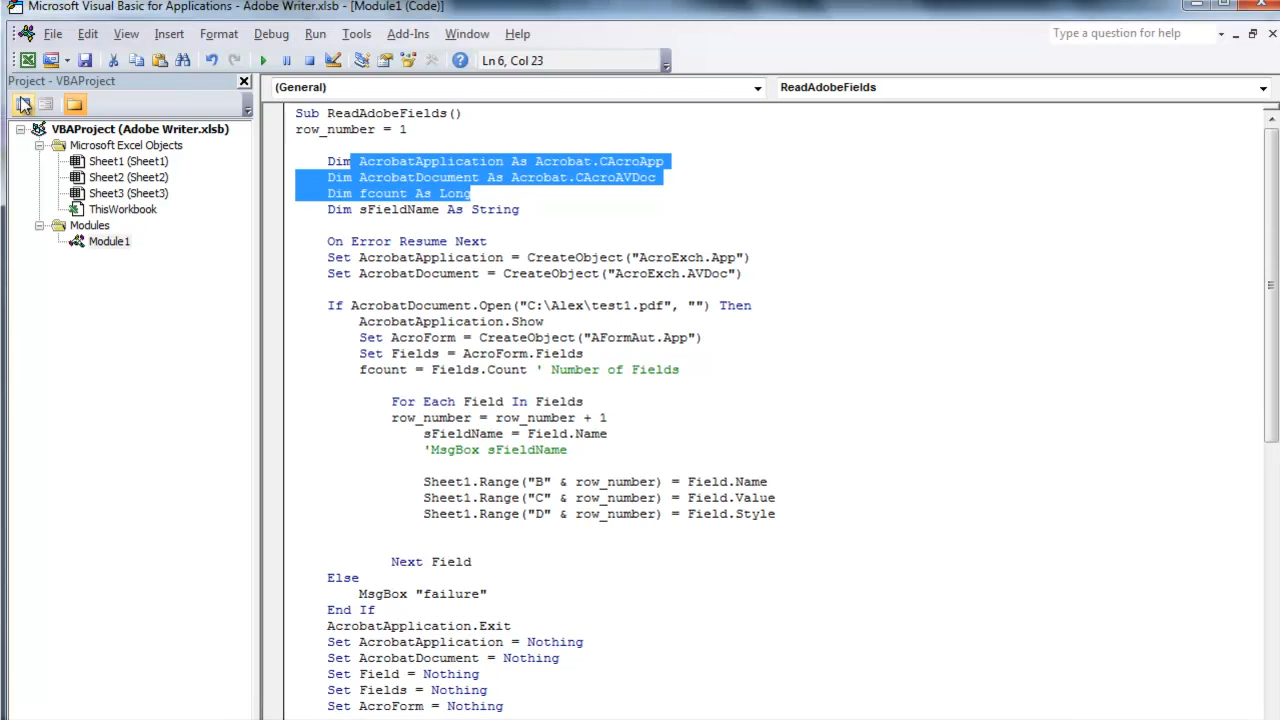 Microsoft Visual Basic for Applications - Adobe Writer.xlsb - [Module1 (Code)]
File Edit View Insert Format Debug Run Tools Add-Ins Window Help
Type a question for help
Ln 6, Col 23
Project - VBAProject
(General)
ReadAdobeFields
VBAProject (Adobe Writer.xlsb)
Microsoft Excel Objects
Sheet1 (Sheet1)
Sheet2 (Sheet2)
Sheet3 (Sheet3)
ThisWorkbook
Modules
Module1
Sub ReadAdobeFields()
row_number = 1
Dim AcrobatApplication As Acrobat.CAcroApp
Dim AcrobatDocument As Acrobat.CAcroAVDoc
Dim fcount As Long
Dim sFieldName As String
On Error Resume Next
Set AcrobatApplication = CreateObject("AcroExch.App")
Set AcrobatDocument = CreateObject("AcroExch.AVDoc")
If AcrobatDocument.Open("C:\Alex\test1.pdf", "") Then
AcrobatApplication.Show
Set AcroForm = CreateObject("AFormAut.App")
Set Fields = AcroForm.Fields
fcount = Fields.Count ' Number of Fields
For Each Field In Fields
row_number = row_number + 1
sFieldName = Field.Name
'MsgBox sFieldName
Sheet1.Range("B" & row_number) = Field.Name
Sheet1.Range("C" & row_number) = Field.Value
Sheet1.Range("D" & row_number) = Field.Style
Next Field
Else
MsgBox "failure"
End If
AcrobatApplication.Exit
Set AcrobatApplication = Nothing
Set AcrobatDocument = Nothing
Set Field = Nothing
Set Fields = Nothing
Set AcroForm = Nothing